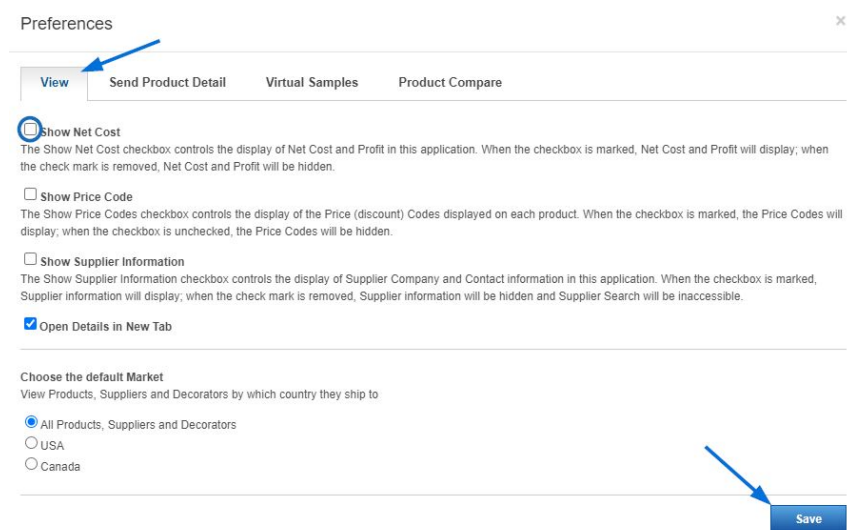 Preferences
×
View Send Product Detail Virtual Samples Product Compare
Show Net Cost
The Show Net Cost checkbox controls the display of Net Cost and Profit in this application. When the checkbox is marked, Net Cost and Profit will display; when
the check mark is removed, Net Cost and Profit will be hidden.
Show Price Code
The Show Price Codes checkbox controls the display of the Price (discount) Codes displayed on each product. When the checkbox is marked, the Price Codes will
display; when the checkbox is unchecked, the Price Codes will be hidden.
Show Supplier Information
The Show Supplier Information checkbox controls the display of Supplier Company and Contact information in this application. When the checkbox is marked,
Supplier information will display; when the check mark is removed, Supplier information will be hidden and Supplier Search will be inaccessible.
Open Details in New Tab
Choose the default Market
View Products, Suppliers and Decorators by which country they ship to
All Products, Suppliers and Decorators
USA
Canada
Save